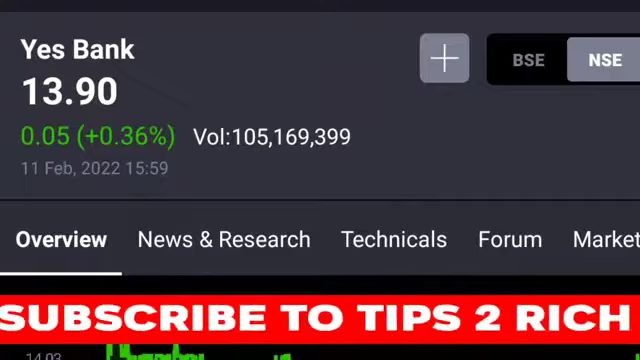 Yes Bank
13.90
0.05 (+0.36%) Vol:105,169,399
11 Feb, 2022 15:59
BSE NSE
Overview News & Research Technicals Forum Market
SUBSCRIBE TO TIPS 2 RICH
14.03